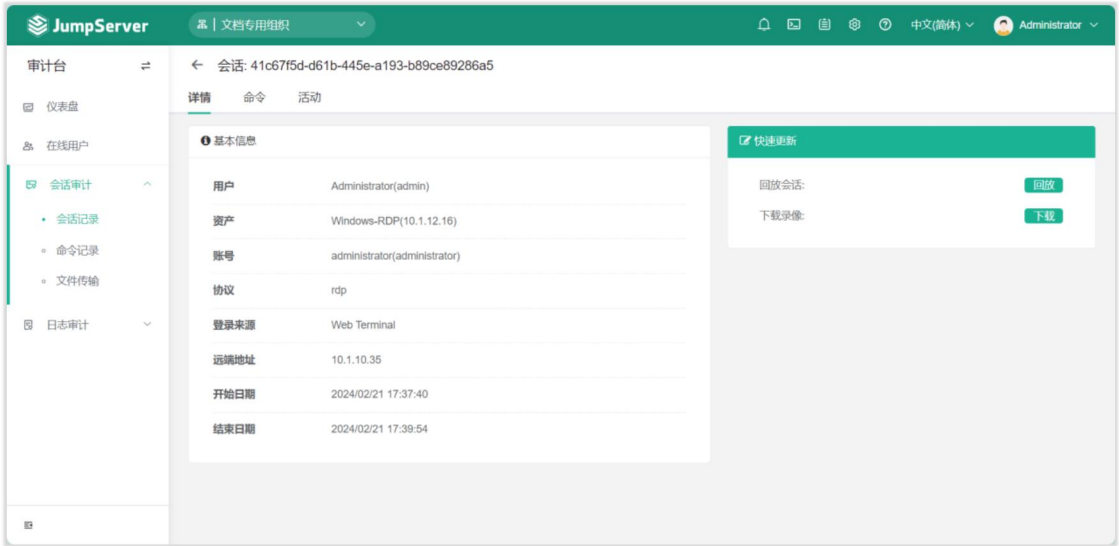 JumpServer
文档专用组织
中文(简体)
Administrator
审计台
仪表盘
在线用户
会话审计
会话记录
命令记录
文件传输
日志审计
会话: 41c67f5d-d61b-445e-a193-b89ce89286a5
详情 命令 活动
基本信息
用户 Administrator(admin)
资产 Windows-RDP(10.1.12.16)
账号 administrator(administrator)
协议 rdp
登录来源 Web Terminal
远端地址 10.1.10.35
开始日期 2024/02/21 17:37:40
结束日期 2024/02/21 17:39:54
快速更新
回放会话: 回放
下载录像: 下载